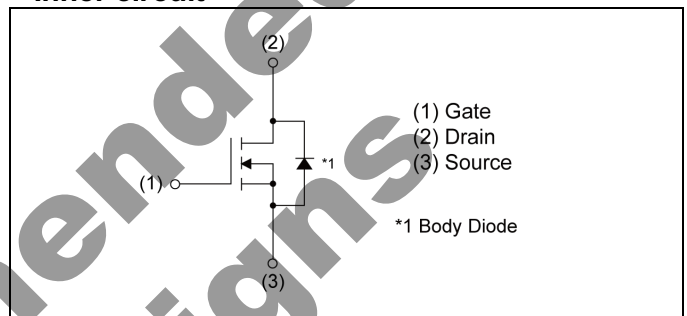 (2)
(1) Gate
(2) Drain
(3) Source
*1
(1)
*1 Body Diode
(3)